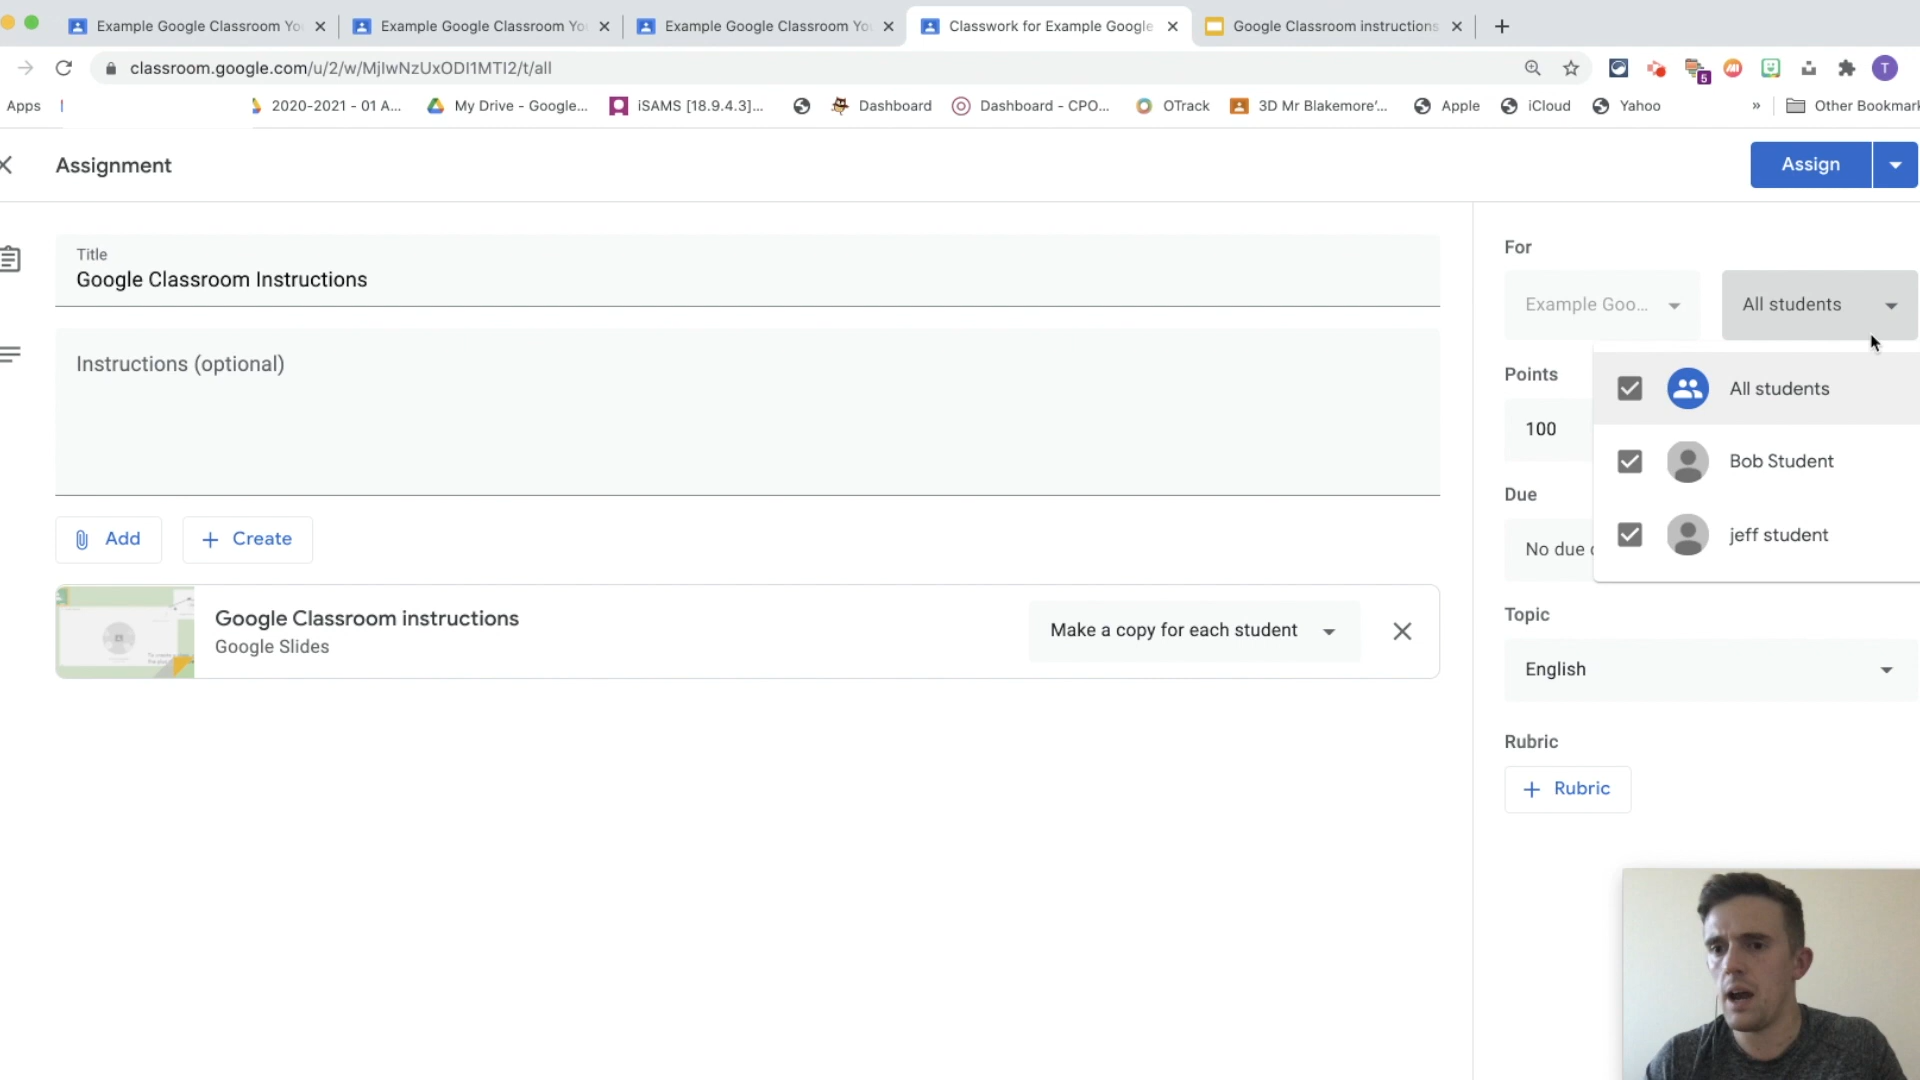 Example Google Classroom Yo
Example Google Classroom Yo
Example Google Classroom Yo
Classwork for Example Google
Google Classroom instructions
classroom.google.com/u/2/w/MjIwNzUxODI1MTI2/t/all
5
T
Apps
2020-2021 - 01 A...
My Drive - Google...
iSAMS [18.9.4.3]...
Dashboard
Dashboard - CPO...
OTrack
3D Mr Blakemore'...
Apple
iCloud
Yahoo
»
Other Bookmark
Assignment
Assign
Title
Google Classroom Instructions
Instructions (optional)
Add
Create
Google Classroom instructions
Google Slides
Make a copy for each student
For
Example Goo...
All students
Points
100
All students
Bob Student
jeff student
Due
No due
Topic
English
Rubric
Rubric